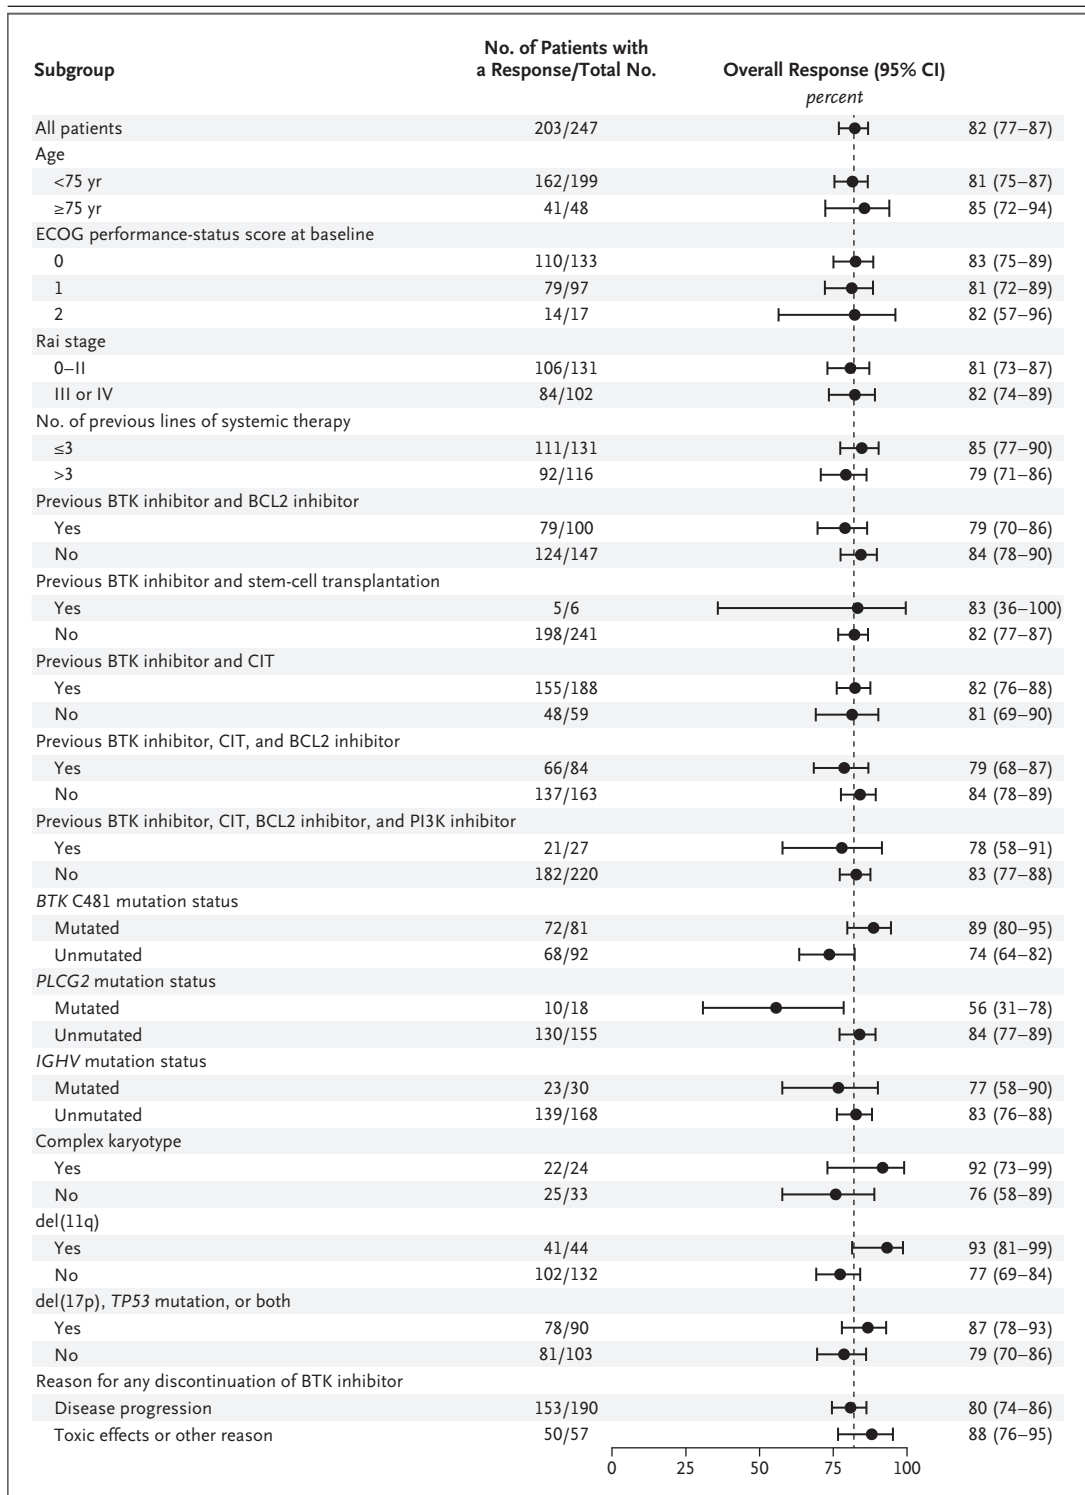 No. of Patients with
Subgroup a Response/Total No. Overall Response (95% CI)
percent
All patients 203/247 82 (77–87)
Age
<75 yr 162/199 81 (75–87)
≥75 yr 41/48 85 (72–94)
ECOG performance-status score at baseline
0 110/133 83 (75–89)
1 79/97 81 (72–89)
2 14/17 82 (57–96)
Rai stage
0–II 106/131 81 (73–87)
III or IV 84/102 82 (74–89)
No. of previous lines of systemic therapy
≤3 111/131 85 (77–90)
>3 92/116 79 (71–86)
Previous BTK inhibitor and BCL2 inhibitor
Yes 79/100 79 (70–86)
No 124/147 84 (78–90)
Previous BTK inhibitor and stem-cell transplantation
Yes 5/6 83 (36–100)
No 198/241 82 (77–87)
Previous BTK inhibitor and CIT
Yes 155/188 82 (76–88)
No 48/59 81 (69–90)
Previous BTK inhibitor, CIT, and BCL2 inhibitor
Yes 66/84 79 (68–87)
No 137/163 84 (78–89)
Previous BTK inhibitor, CIT, BCL2 inhibitor, and PI3K inhibitor
Yes 21/27 78 (58–91)
No 182/220 83 (77–88)
BTK C481 mutation status
Mutated 72/81 89 (80–95)
Unmutated 68/92 74 (64–82)
PLCG2 mutation status
Mutated 10/18 56 (31–78)
Unmutated 130/155 84 (77–89)
IGHV mutation status
Mutated 23/30 77 (58–90)
Unmutated 139/168 83 (76–88)
Complex karyotype
Yes 22/24 92 (73–99)
No 25/33 76 (58–89)
del(11q)
Yes 41/44 93 (81–99)
No 102/132 77 (69–84)
del(17p), TP53 mutation, or both
Yes 78/90 87 (78–93)
No 81/103 79 (70–86)
Reason for any discontinuation of BTK inhibitor
Disease progression 153/190 80 (74–86)
Toxic effects or other reason 50/57 88 (76–95)
0 25 50 75 100